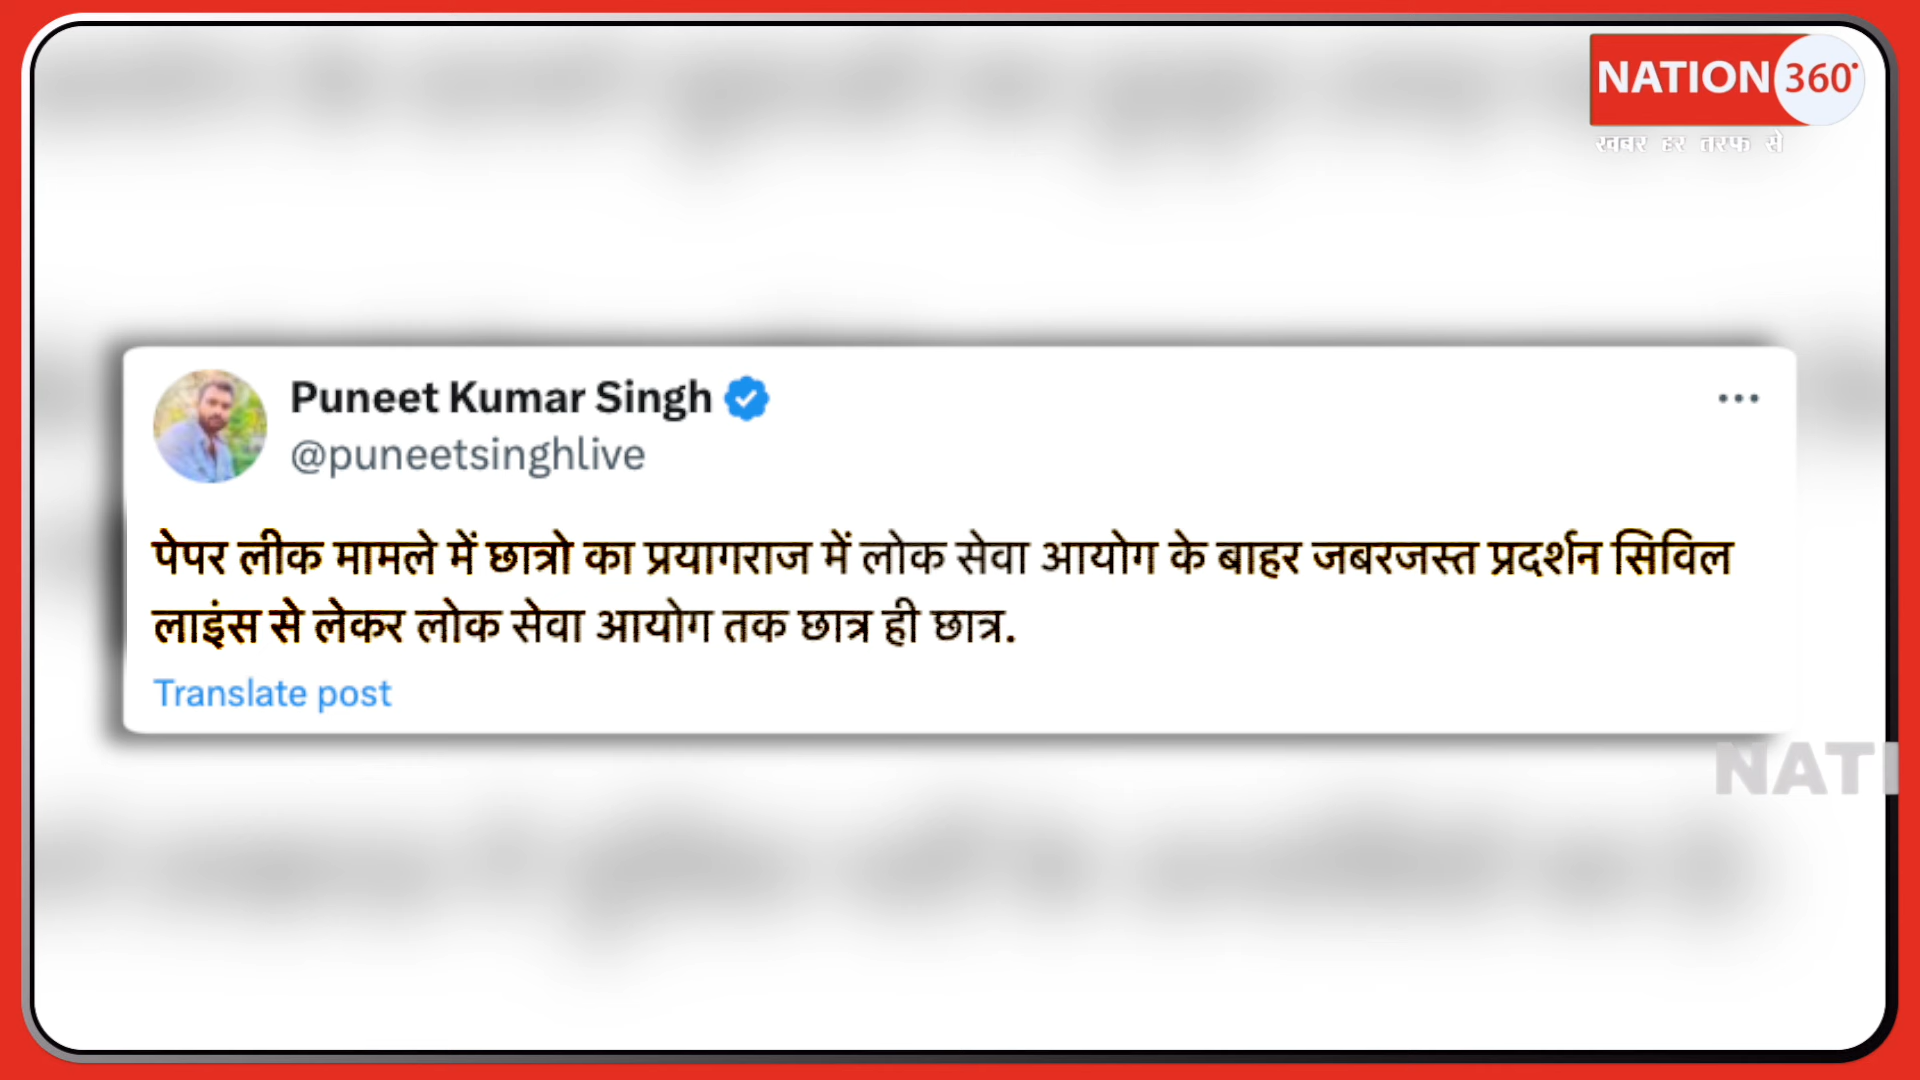 NATION 360°
खबर हर तरफ से
Puneet Kumar Singh
@puneetsinghlive
पेपर लीक मामले में छात्रो का प्रयागराज में लोक सेवा आयोग के बाहर जबरजस्त प्रदर्शन सिविल
लाइंस से लेकर लोक सेवा आयोग तक छात्र ही छात्र.
Translate post
NATI